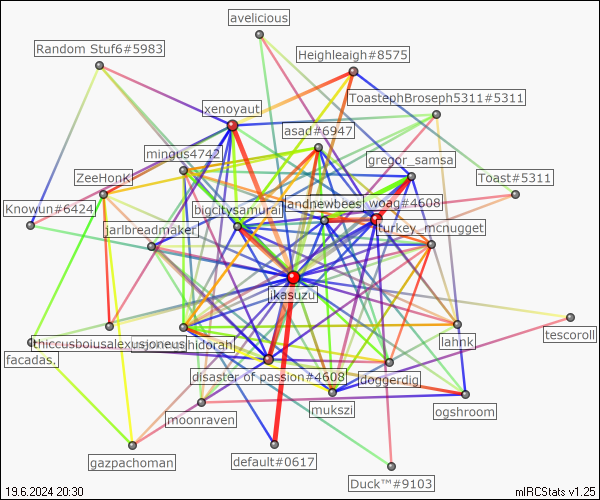 avelicious
Random Stuf6#5983
Heighleaigh#8575
ToastephBroseph5311#5311
xenoyaut
asad#6947
mingus4742
gregor_samsa
ZeeHonK
Toast#5311
Knowun#6424
bigcitysamurai
landnewbees
woag#4608
jarlbreadmaker
turkey_mcnugget
ikasuzu
tescoroll
thiccusboiusalexusjoneus
hidorah
lahnk
facadas.
disaster of passion#4608
doggerdig
mukszi
ogshroom
moonraven
gazpachoman
default#0617
Duck™#9103
19.6.2024 20:30
mIRCStats v1.25